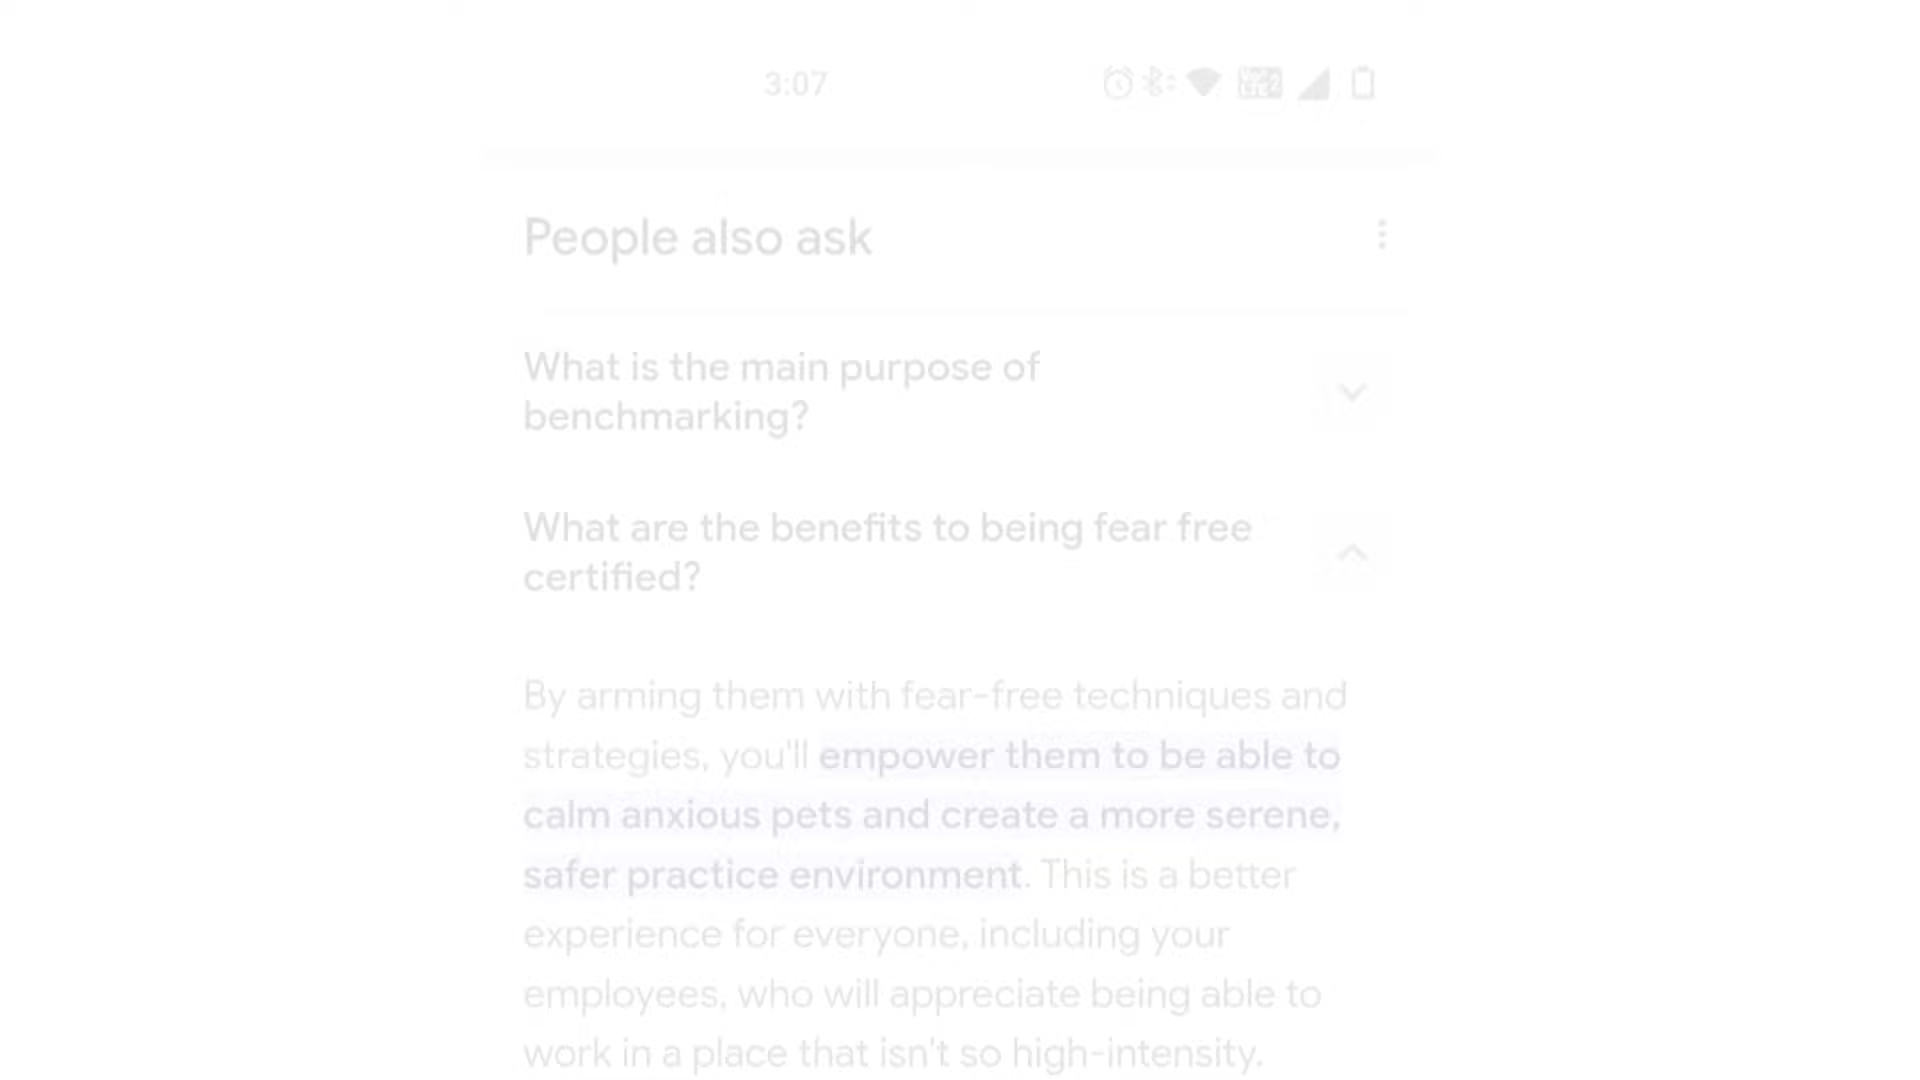 3:07
People also ask
What is the main purpose of
benchmarking?
What are the benefits to being fear free
certified?
By arming them with fear-free techniques and
strategies, you'll empower them to be able to
calm anxious pets and create a more serene,
safer practice environment. This is a better
experience for everyone, including your
employees, who will appreciate being able to
work in a place that isn't so high-intensity.